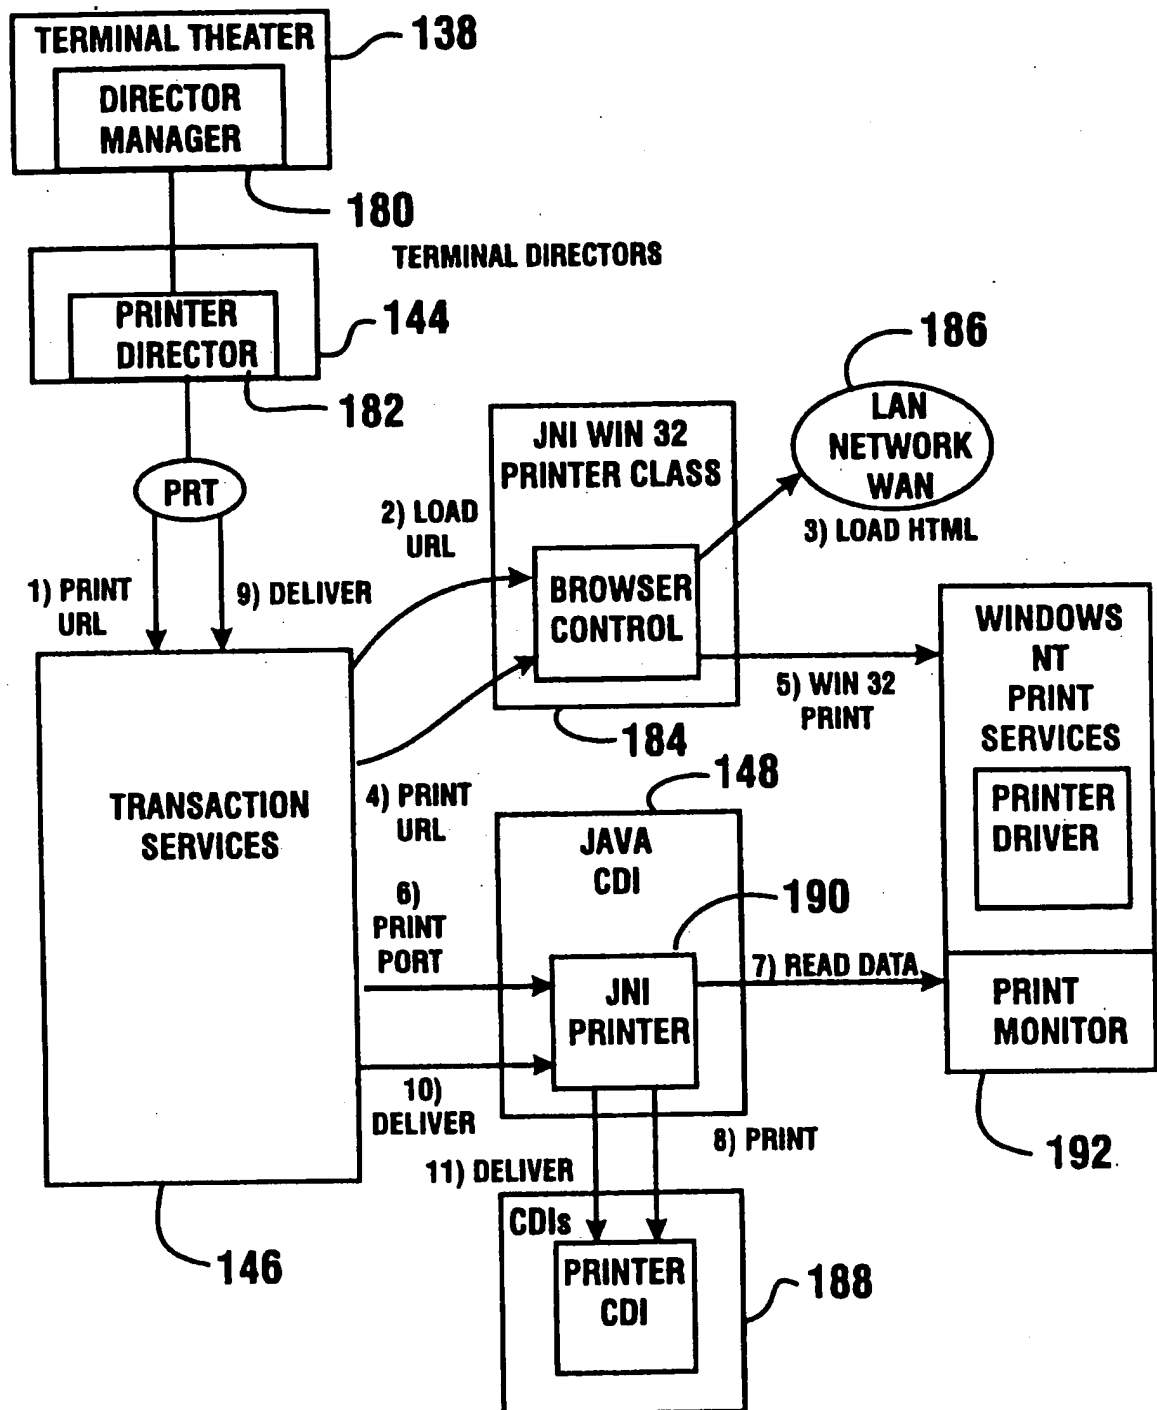 TERMINAL THEATER
138
DIRECTOR
MANAGER
180
TERMINAL DIRECTORS
PRINTER
DIRECTOR
144
182
PRT
1) PRINT
URL
9) DELIVER
2) LOAD
URL
JNI WIN 32
PRINTER CLASS
BROWSER
CONTROL
184
186
LAN
NETWORK
WAN
3) LOAD HTML
4) PRINT
URL
5) WIN 32
PRINT
WINDOWS
NT
PRINT
SERVICES
PRINTER
DRIVER
PRINT
MONITOR
192
TRANSACTION
SERVICES
146
148
JAVA
CDI
190
6)
PRINT
PORT
JNI
PRINTER
7) READ DATA
10)
DELIVER
8) PRINT
11) DELIVER
CDIs
PRINTER
CDI
188